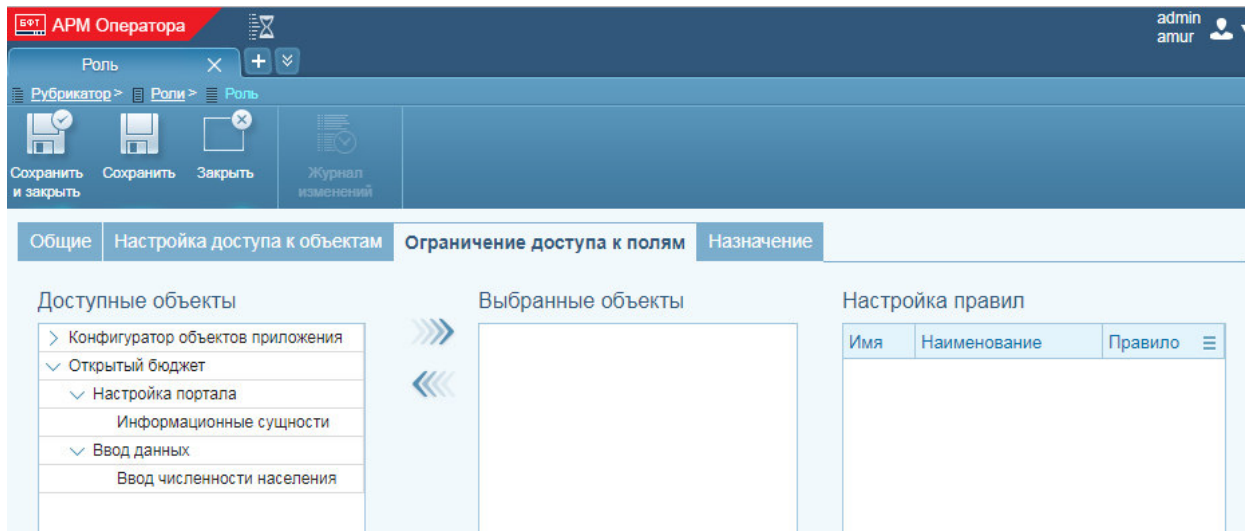 БФТ АРМ Оператора
admin
amur
Роль
Рубрикатор > Роли > Роль
Сохранить и закрыть
Сохранить
Закрыть
Журнал изменений
Общие
Настройка доступа к объектам
Ограничение доступа к полям
Назначение
Доступные объекты
Конфигуратор объектов приложения
Открытый бюджет
Настройка портала
Информационные сущности
Ввод данных
Ввод численности населения
Выбранные объекты
Настройка правил
Имя Наименование Правило